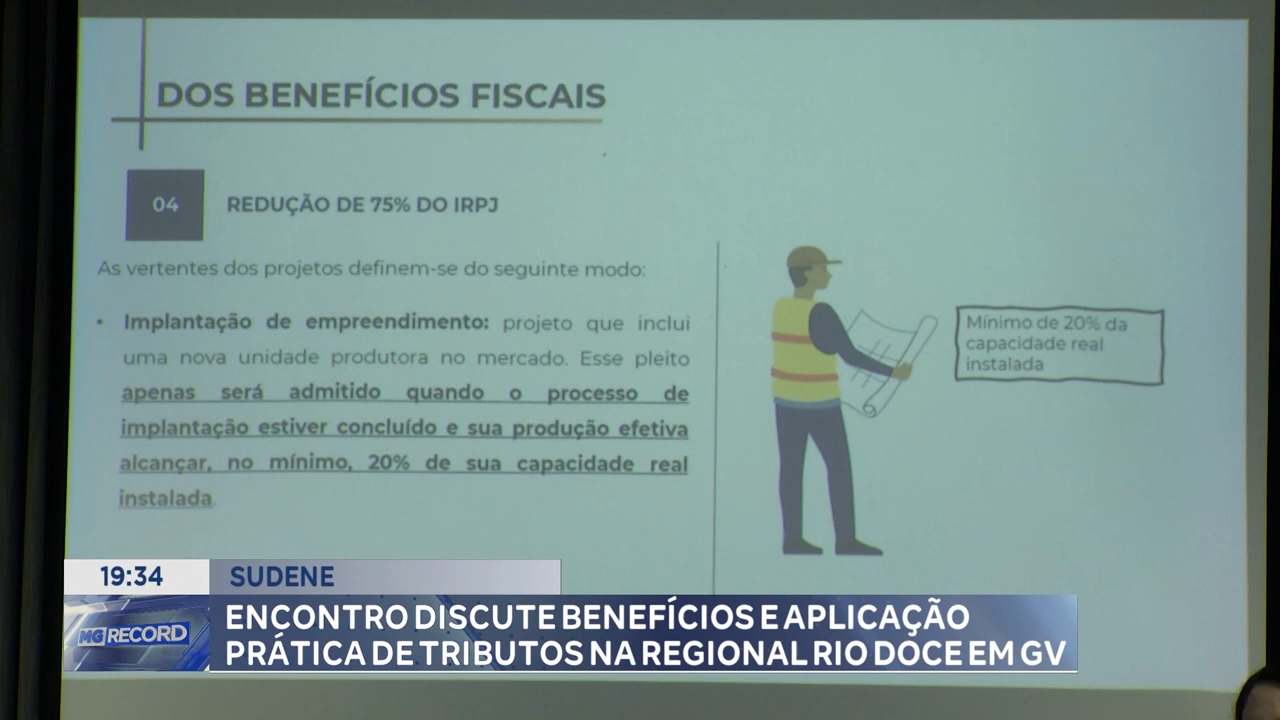 DOS BENEFÍCIOS FISCAIS
04
REDUÇÃO DE 75% DO IRPJ
As vertentes dos projetos definem-se do seguinte modo:
• Implantação de empreendimento: projeto que inclui
uma nova unidade produtora no mercado. Esse pleito
apenas será admitido quando o processo de
implantação estiver concluído e sua produção efetiva
alcançar, no mínimo, 20% de sua capacidade real
instalada.
Mínimo de 20% da
capacidade real
instalada
19:34
SUDENE
MG RECORD
ENCONTRO DISCUTE BENEFÍCIOS E APLICAÇÃO
PRÁTICA DE TRIBUTOS NA REGIONAL RIO DOCE EM GV